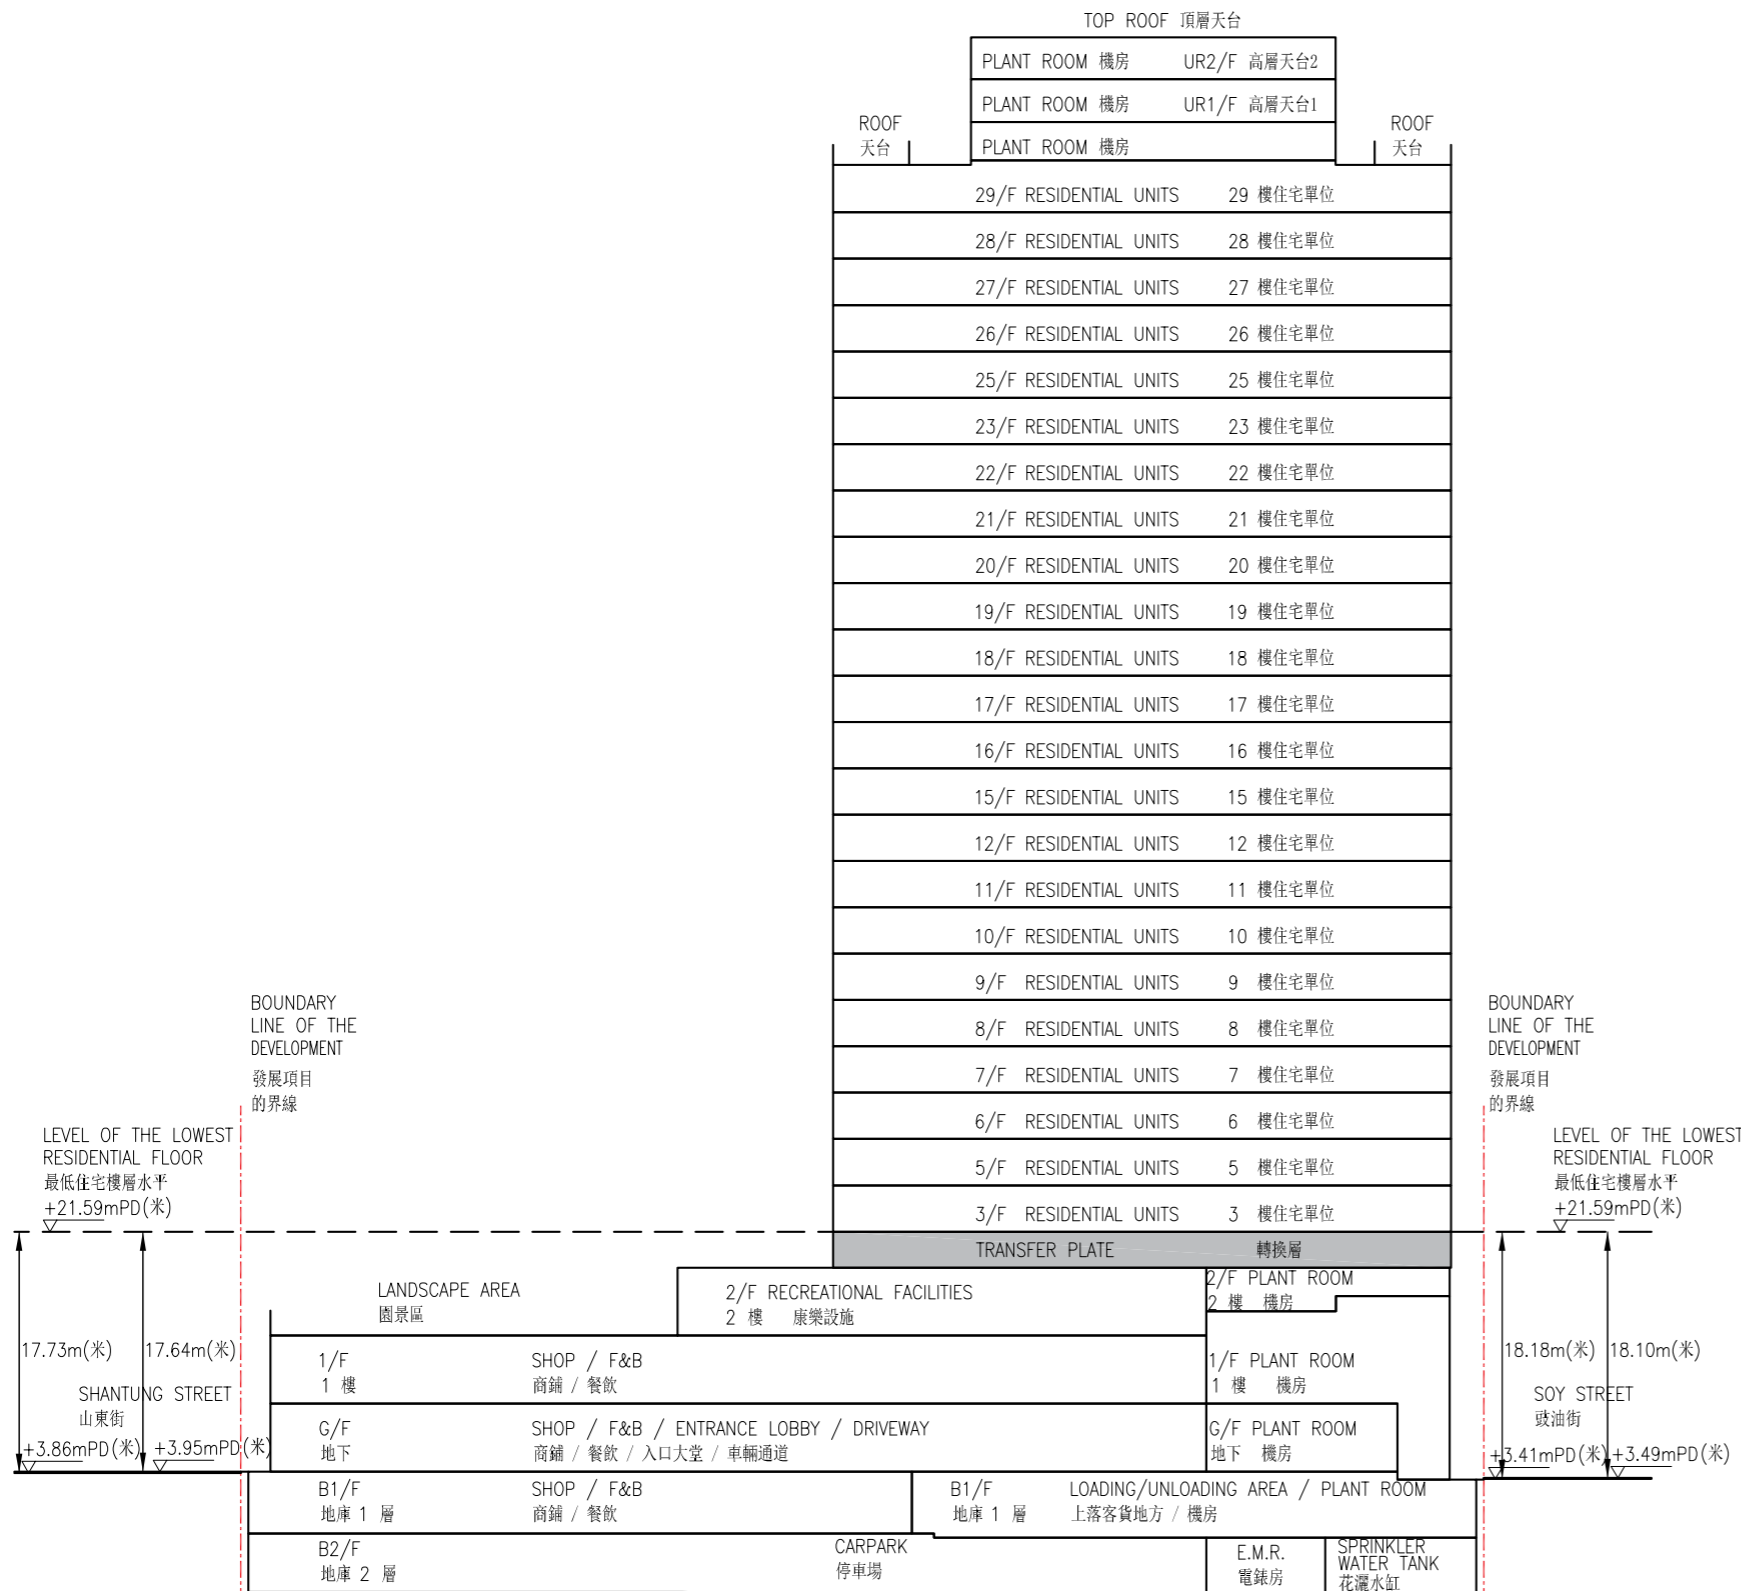 TOP ROOF 頂層天台
PLANT ROOM 機房 UR2/F 高層天台2
PLANT ROOM 機房 UR1/F 高層天台1
ROOF
天台
PLANT ROOM 機房
ROOF
天台
29/F RESIDENTIAL UNITS 29 樓住宅單位
28/F RESIDENTIAL UNITS 28 樓住宅單位
27/F RESIDENTIAL UNITS 27 樓住宅單位
26/F RESIDENTIAL UNITS 26 樓住宅單位
25/F RESIDENTIAL UNITS 25 樓住宅單位
23/F RESIDENTIAL UNITS 23 樓住宅單位
22/F RESIDENTIAL UNITS 22 樓住宅單位
21/F RESIDENTIAL UNITS 21 樓住宅單位
20/F RESIDENTIAL UNITS 20 樓住宅單位
19/F RESIDENTIAL UNITS 19 樓住宅單位
18/F RESIDENTIAL UNITS 18 樓住宅單位
17/F RESIDENTIAL UNITS 17 樓住宅單位
16/F RESIDENTIAL UNITS 16 樓住宅單位
15/F RESIDENTIAL UNITS 15 樓住宅單位
12/F RESIDENTIAL UNITS 12 樓住宅單位
11/F RESIDENTIAL UNITS 11 樓住宅單位
10/F RESIDENTIAL UNITS 10 樓住宅單位
9/F RESIDENTIAL UNITS 9 樓住宅單位
8/F RESIDENTIAL UNITS 8 樓住宅單位
7/F RESIDENTIAL UNITS 7 樓住宅單位
6/F RESIDENTIAL UNITS 6 樓住宅單位
5/F RESIDENTIAL UNITS 5 樓住宅單位
3/F RESIDENTIAL UNITS 3 樓住宅單位
TRANSFER PLATE 轉換層
BOUNDARY
LINE OF THE
DEVELOPMENT
發展項目
的界線
LEVEL OF THE LOWEST
RESIDENTIAL FLOOR
最低住宅樓層水平
+21.59mPD(米)
BOUNDARY
LINE OF THE
DEVELOPMENT
發展項目
的界線
LEVEL OF THE LOWEST
RESIDENTIAL FLOOR
最低住宅樓層水平
+21.59mPD(米)
LANDSCAPE AREA
園景區
2/F RECREATIONAL FACILITIES
2 樓 康樂設施
2/F PLANT ROOM
2 樓 機房
17.73m(米) 17.64m(米)
1/F SHOP / F&B
1 樓 商鋪 / 餐飲
1/F PLANT ROOM
1 樓 機房
18.18m(米) 18.10m(米)
SHANTUNG STREET
山東街
+3.86mPD(米) +3.95mPD(米)
G/F SHOP / F&B / ENTRANCE LOBBY / DRIVEWAY
地下 商鋪 / 餐飲 / 入口大堂 / 車輛通道
G/F PLANT ROOM
地下 機房
SOY STREET
豉油街
+3.41mPD(米) +3.49mPD(米)
B1/F SHOP / F&B
地庫 1 層 商鋪 / 餐飲
B1/F LOADING/UNLOADING AREA / PLANT ROOM
地庫 1 層 上落客貨地方 / 機房
B2/F
地庫 2 層
CARPARK
停車場
E.M.R.
電錶房
SPRINKLER
WATER TANK
花灑水缸